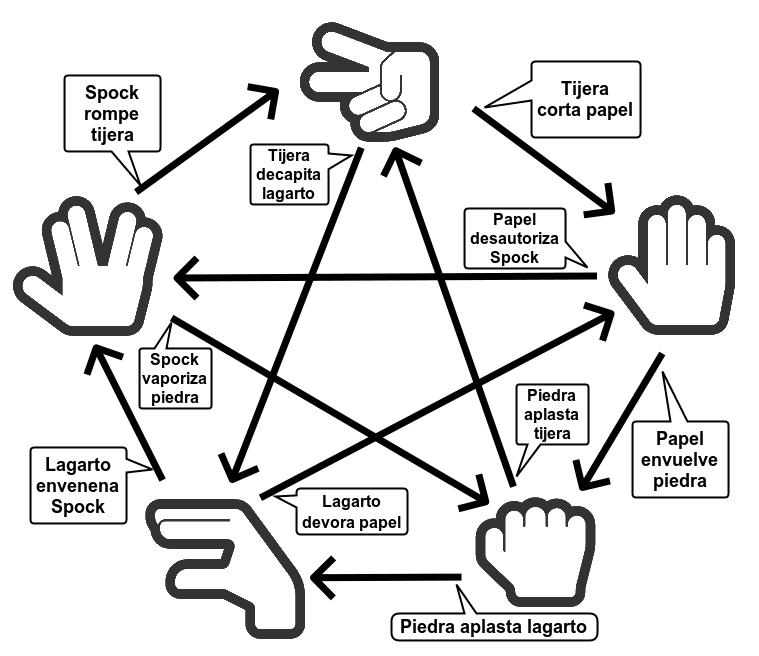 Spock
rompe
tijera
Tijera
corta papel
Tijera
decapita
lagarto
Papel
desautoriza
Spock
Spock
vaporiza
piedra
Piedra
aplasta
tijera
Papel
envuelve
piedra
Lagarto
envenena
Spock
Lagarto
devora papel
Piedra aplasta lagarto